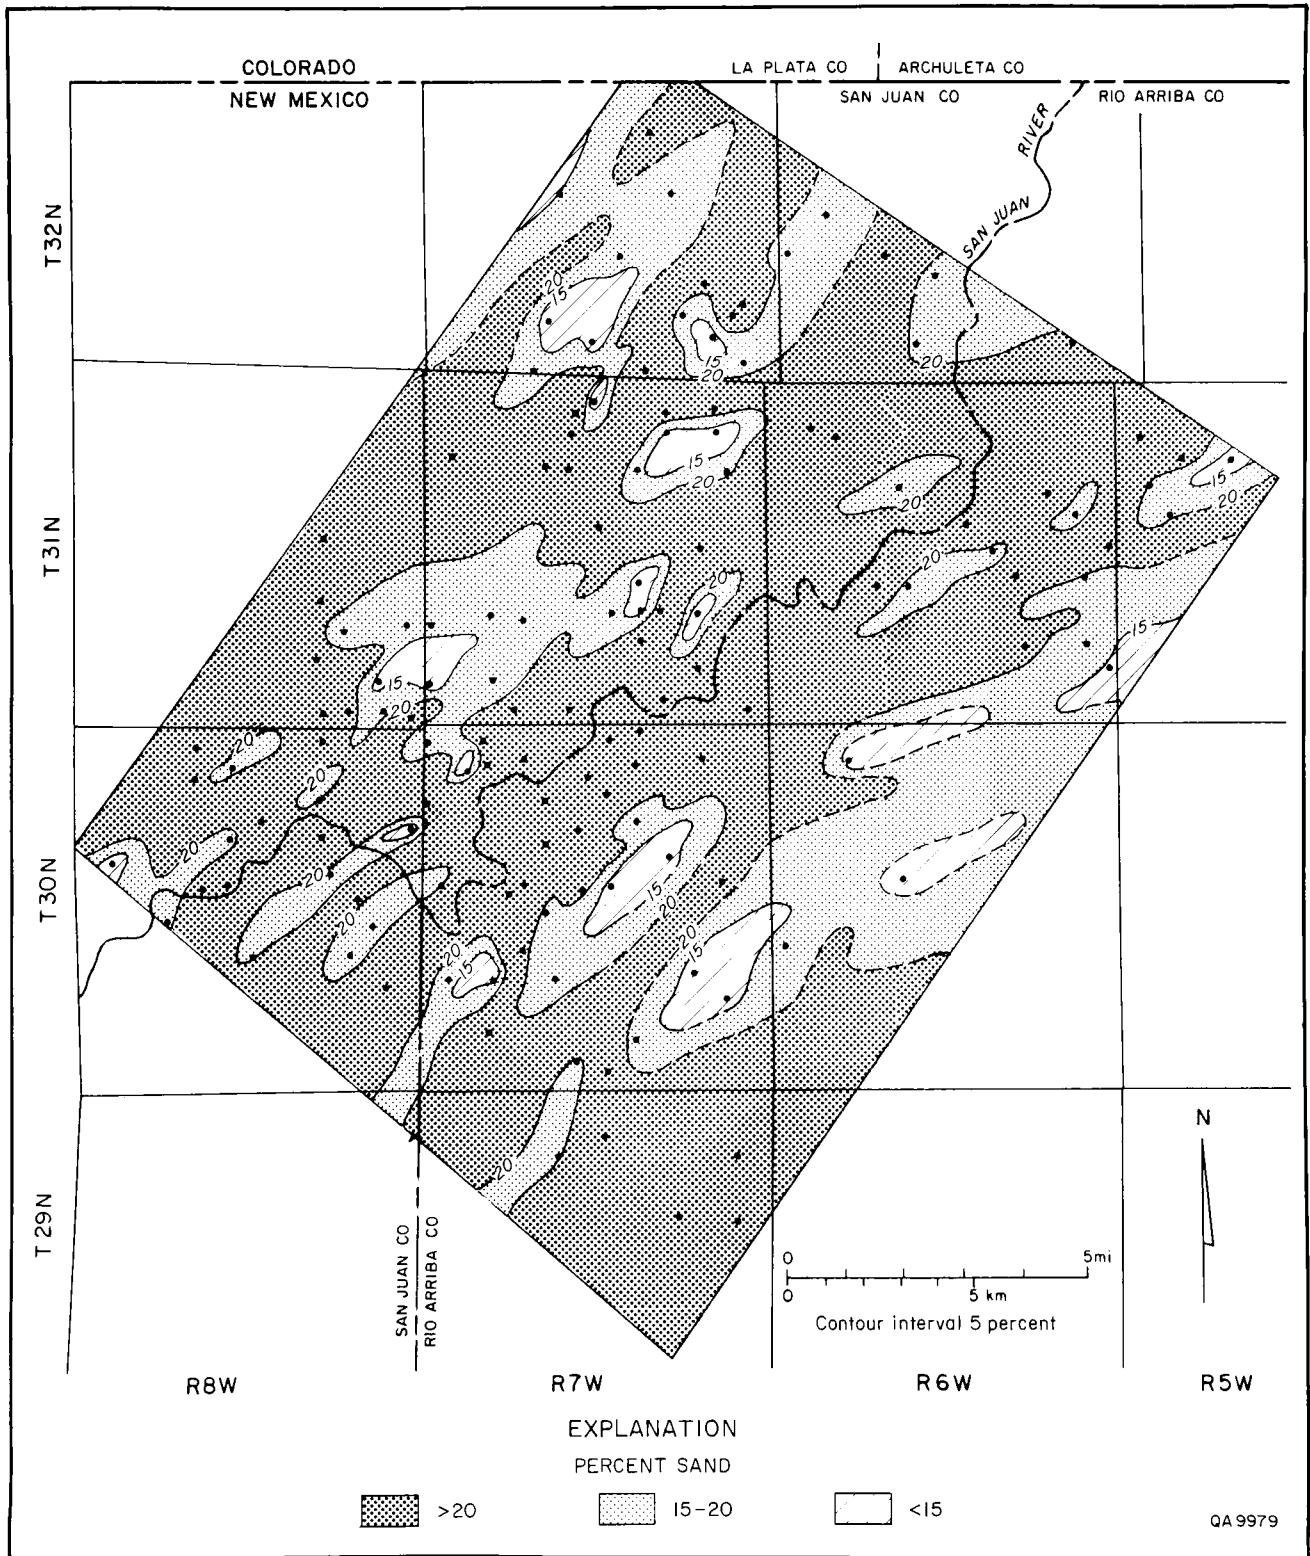 COLORADO
NEW MEXICO
LA PLATA CO
ARCHULETA CO
SAN JUAN CO
RIO ARRIBA CO
SAN JUAN RIVER
T32N
20
15
15
20
20
T31N
15
20
20
15
20
20
20
15
15
20
T30N
20
20
20
20
20
20
15
20
15
20
20
15
T29N
20
SAN JUAN CO
RIO ARRIBA CO
N
0
5mi
0
5 km
Contour interval 5 percent
R8W
R7W
R6W
R5W
EXPLANATION
PERCENT SAND
>20
15-20
<15
QA9979